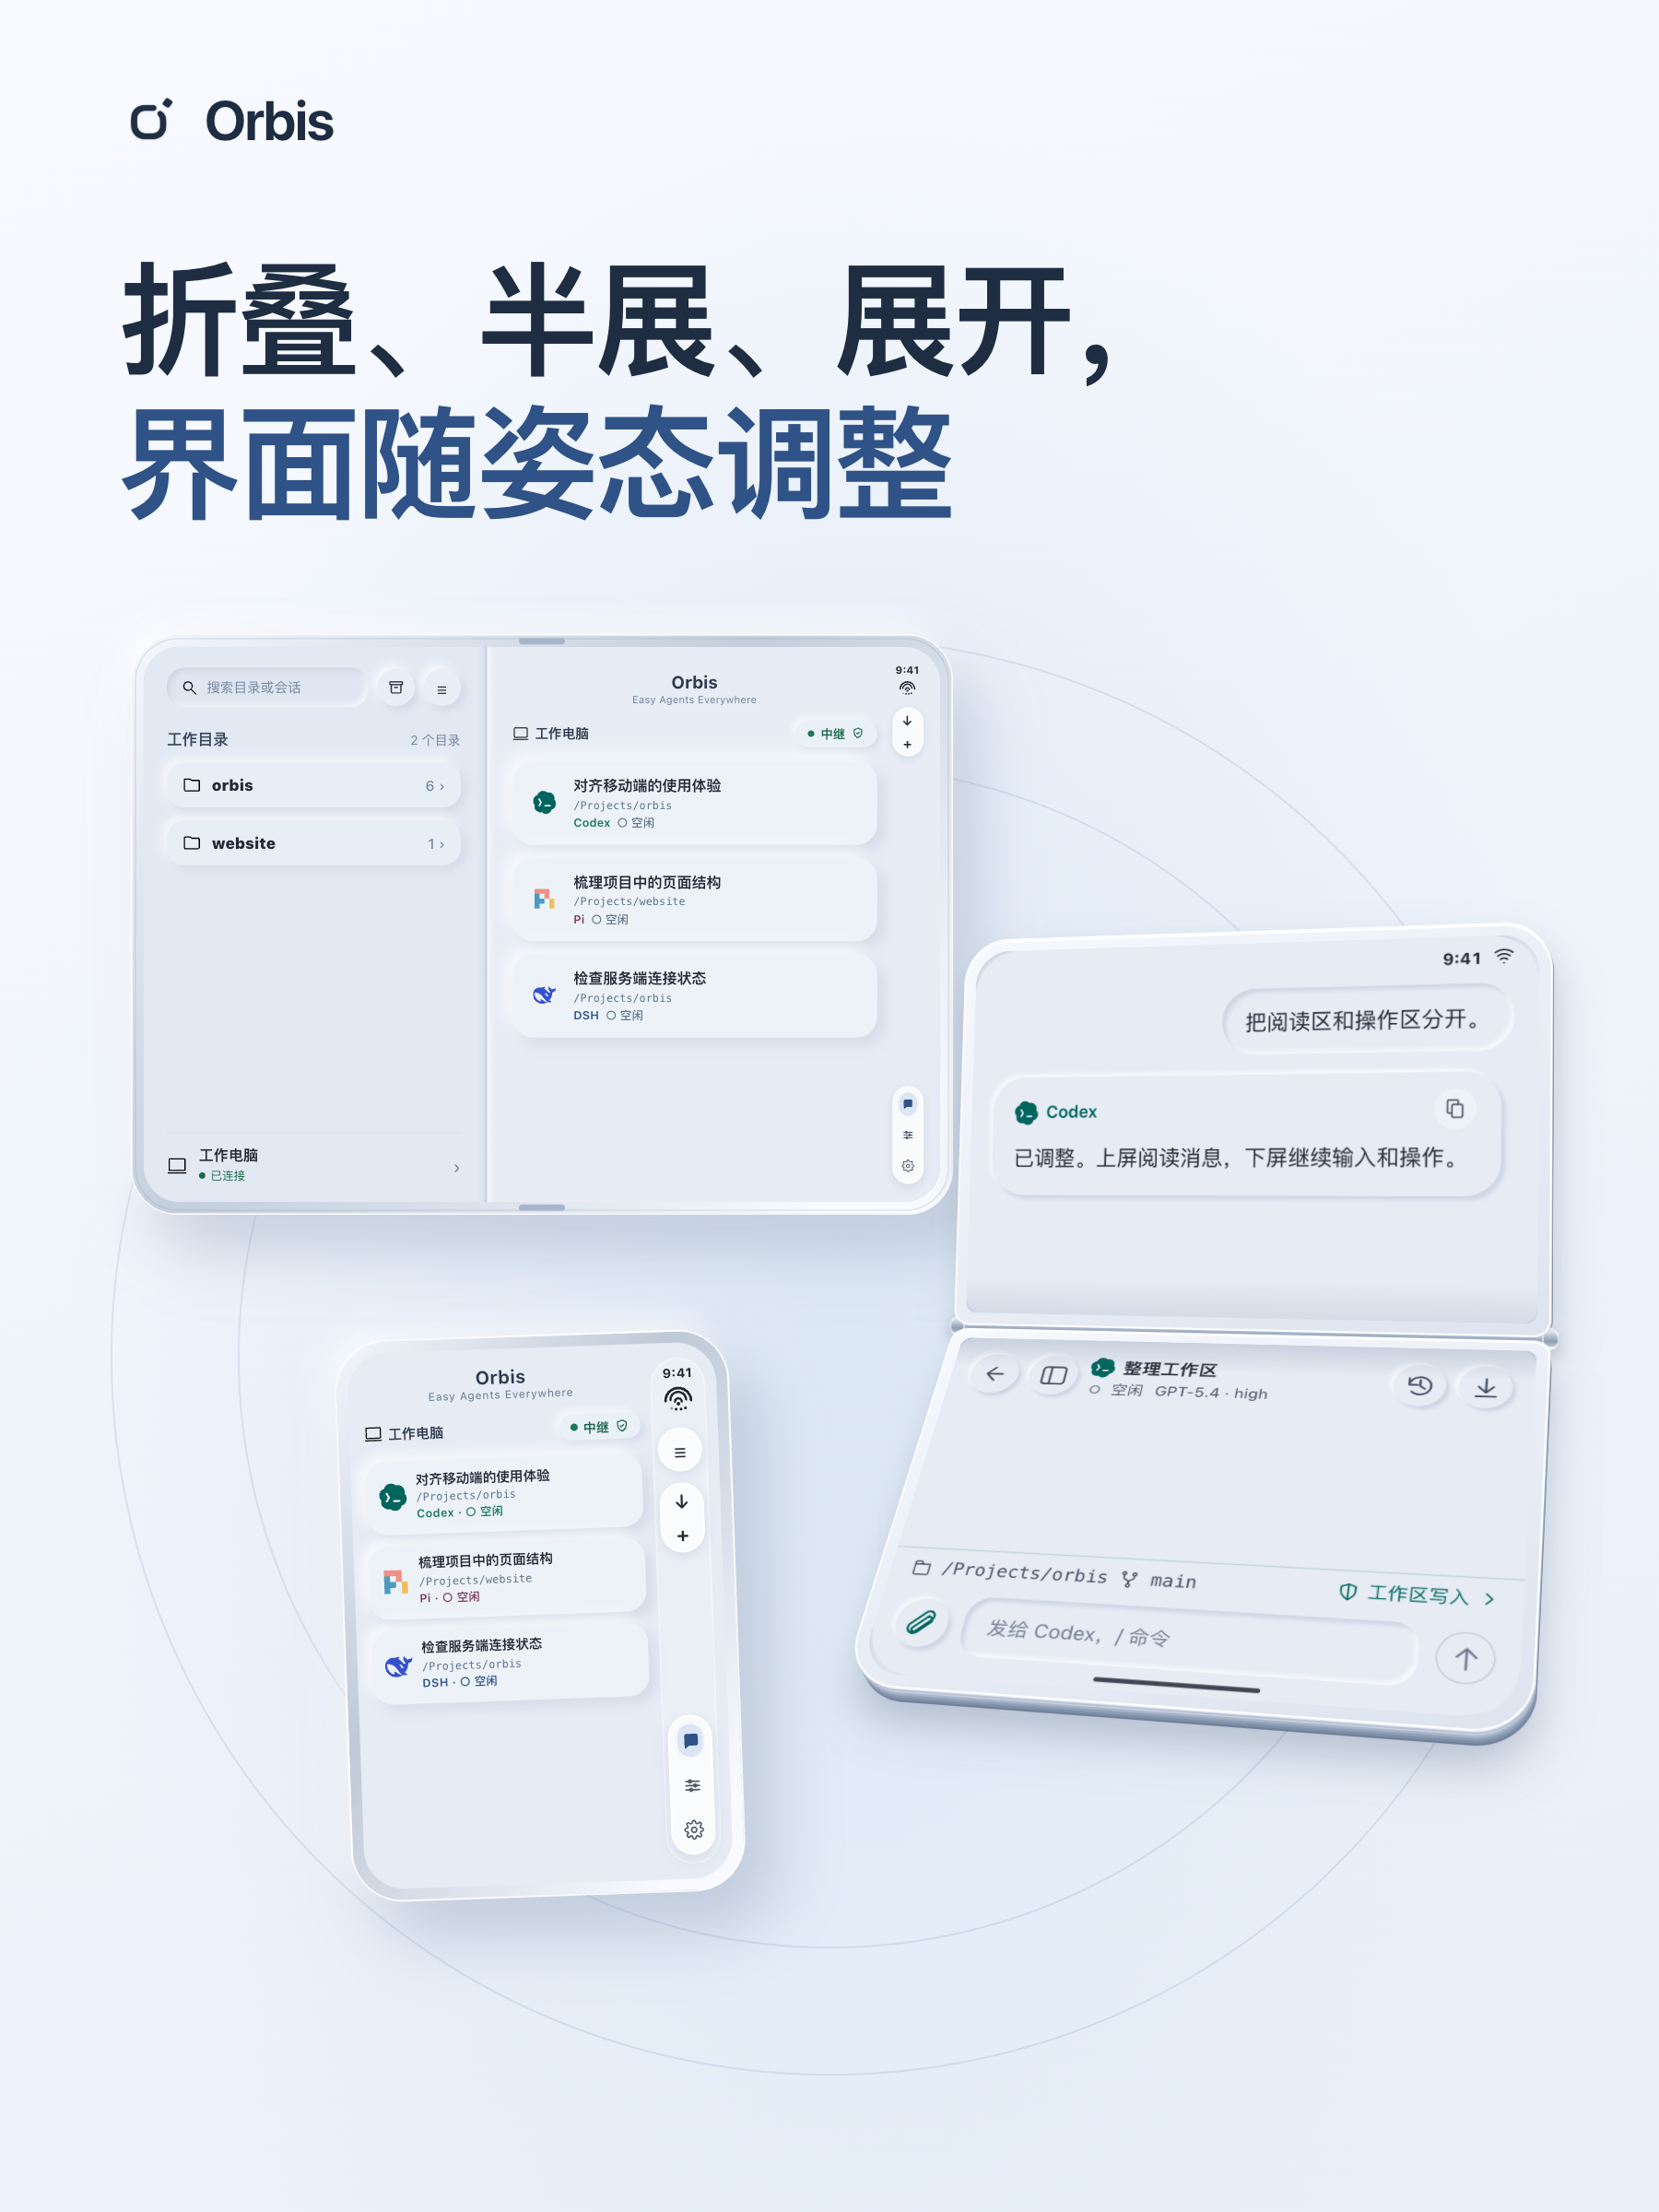 Orbis
折叠、半展、展开，
界面随姿态调整
搜索目录或会话
工作目录 2 个目录
orbis 6 ›
website 1 ›
工作电脑 ›
已连接
9:41
Orbis
Easy Agents Everywhere
工作电脑 中继
对齐移动端的使用体验
/Projects/orbis
Codex 空闲
梳理项目中的页面结构
/Projects/website
Pi 空闲
检查服务端连接状态
/Projects/orbis
DSH 空闲
9:41
把阅读区和操作区分开。
Codex
已调整。上屏阅读消息，下屏继续输入和操作。
整理工作区
空闲 GPT-5.4 · high
/Projects/orbis main 工作区写入
发给 Codex，/ 命令
9:41
Orbis
Easy Agents Everywhere
工作电脑 中继
对齐移动端的使用体验
/Projects/orbis
Codex · 空闲
梳理项目中的页面结构
/Projects/website
Pi · 空闲
检查服务端连接状态
/Projects/orbis
DSH · 空闲